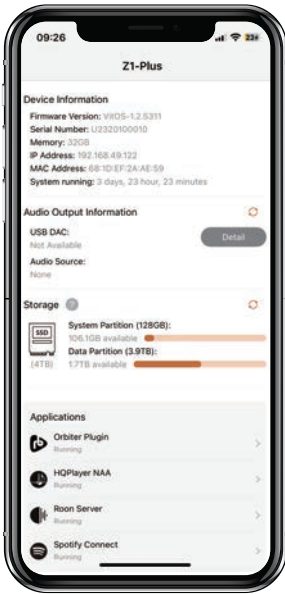 09:26
23+
Z1-Plus
Device Information
Firmware Version: VitOS-1.2.5311
Serial Number: U2320100010
Memory: 32GB
IP Address: 192.168.49.122
MAC Address: 68:1D:EF:2A:AE:59
System running: 3 days, 23 hour, 23 minutes
Audio Output Information
USB DAC:
Detail
Not Available
Audio Source:
None
Storage ?
System Partition (128GB):
SSD
106.1GB available
Data Partition (3.9TB):
(4TB) 1.7TB available
Applications
Orbiter Plugin
Running
HQPlayer NAA
Running
Roon Server
Running
Spotify Connect
Running